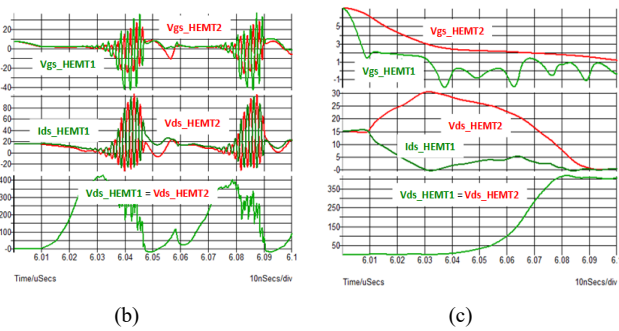 Vgs_HEMT2
Vgs_HEMT1
20
0
-20
-40
Ids_HEMT1
Vds_HEMT2
100
80
60
40
20
0
-20
Vds_HEMT1 = Vds_HEMT2
400
300
200
100
-0
6.01 6.02 6.03 6.04 6.05 6.06 6.07 6.08 6.09 6.1
Time/uSecs 10nSecs/div
(b)
Vgs_HEMT2
Vgs_HEMT1
7
5
3
1
-1
Vds_HEMT2
Ids_HEMT1
30
25
20
15
10
5
0
Vds_HEMT1 = Vds_HEMT2
350
250
150
50
6.01 6.02 6.03 6.04 6.05 6.06 6.07 6.08 6.09 6.
Time/uSecs 10nSecs/div
(c)